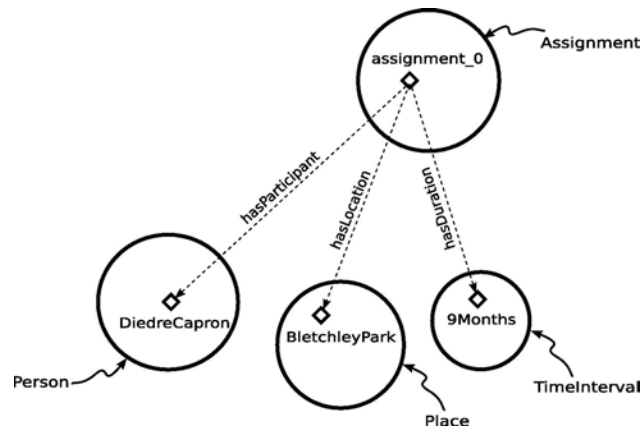 Assignment
assignment_0
hasParticipant
hasLocation
hasDuration
DiedreCapron
BletchleyPark
9Months
Person
Place
TimeInterval